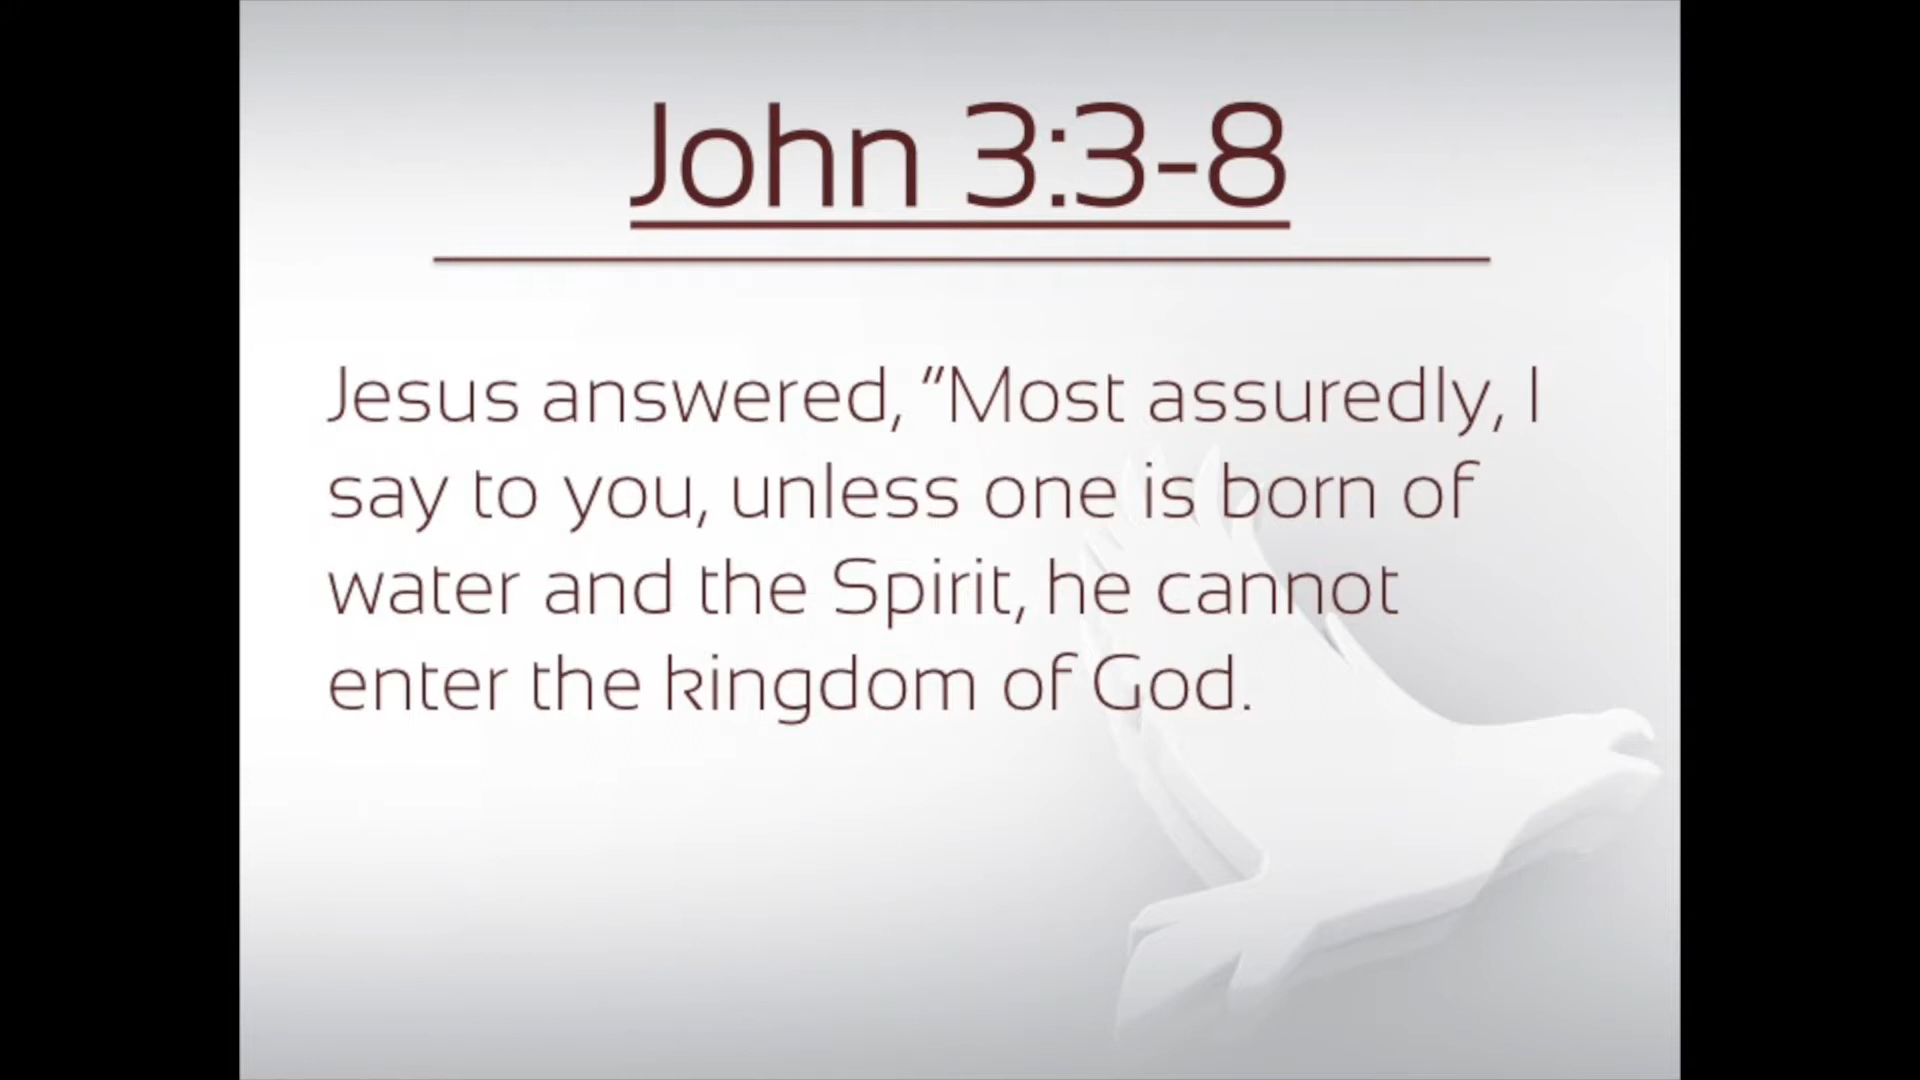 John 3:3-8
Jesus answered, "Most assuredly, I
say to you, unless one is born of
water and the Spirit, he cannot
enter the kingdom of God.